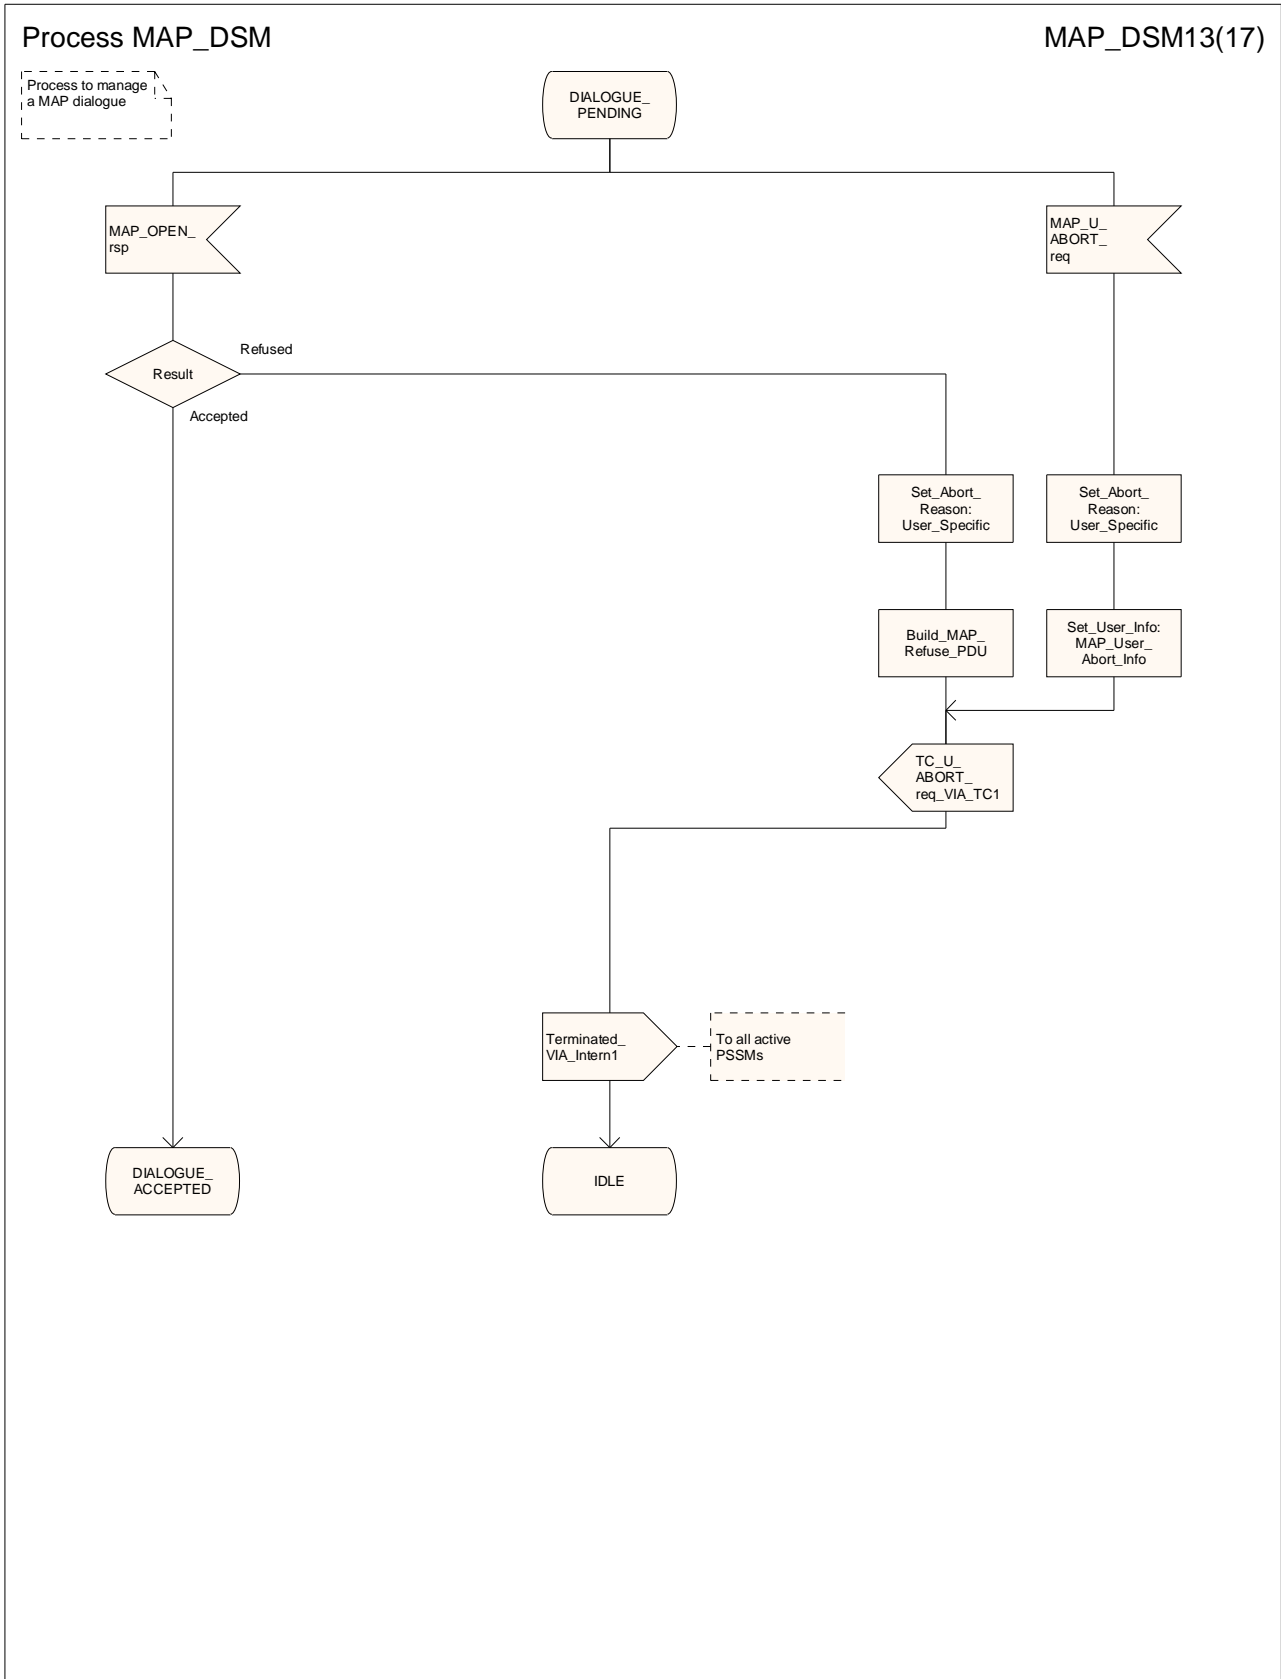 Process MAP_DSM
MAP_DSM13(17)
Process to manage
a MAP dialogue
DIALOGUE_
PENDING
MAP_OPEN_
rsp
MAP_U_
ABORT_
req
Refused
Result
Accepted
Set_Abort_
Reason:
User_Specific
Set_Abort_
Reason:
User_Specific
Build_MAP_
Refuse_PDU
Set_User_Info:
MAP_User_
Abort_Info
TC_U_
ABORT_
req_VIA_TC1
Terminated_
VIA_Intern1
To all active
PSSMs
DIALOGUE_
ACCEPTED
IDLE